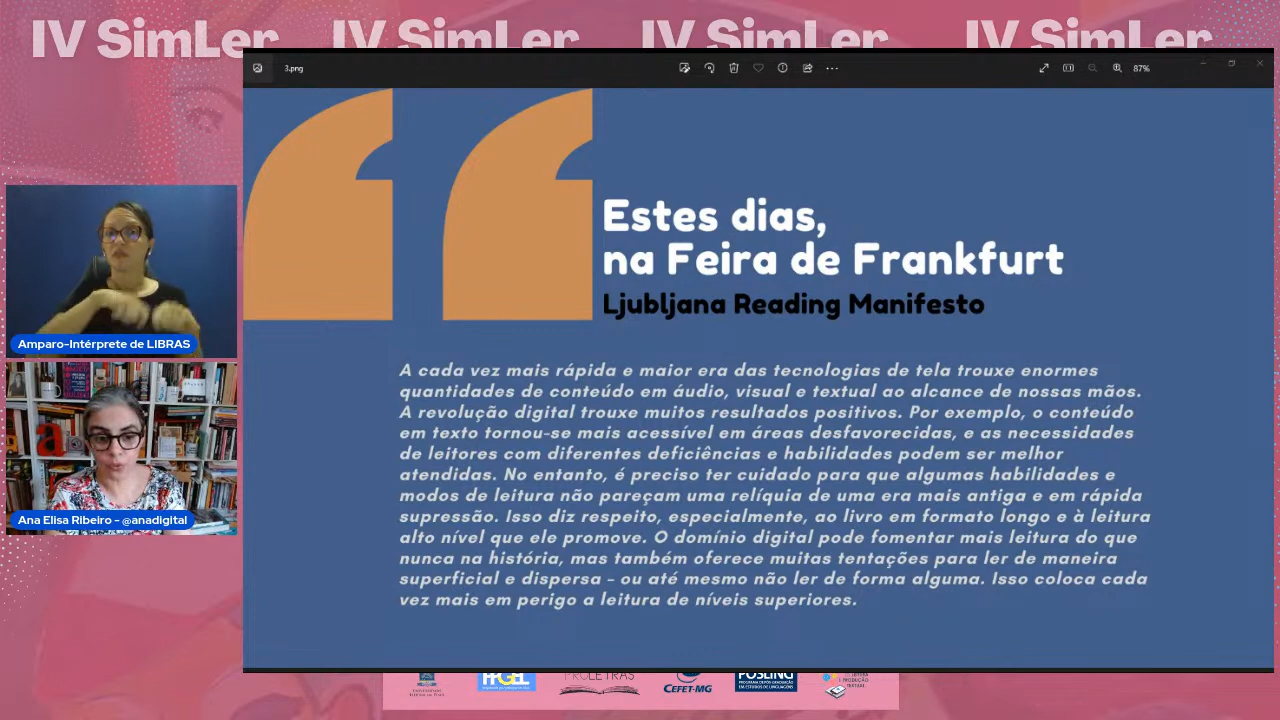 IV SimLer IV SimLer IV SimLer IV SimLer
3.png
87%
Estes dias,
na Feira de Frankfurt
Ljubljana Reading Manifesto
A cada vez mais rápida e maior era das tecnologias de tela trouxe enormes
quantidades de conteúdo em áudio, visual e textual ao alcance de nossas mãos.
A revolução digital trouxe muitos resultados positivos. Por exemplo, o conteúdo
em texto tornou-se mais acessível em áreas desfavorecidas, e as necessidades
de leitores com diferentes deficiências e habilidades podem ser melhor
atendidas. No entanto, é preciso ter cuidado para que algumas habilidades e
modos de leitura não pareçam uma relíquia de uma era mais antiga e em rápida
supressão. Isso diz respeito, especialmente, ao livro em formato longo e à leitura
alto nível que ele promove. O domínio digital pode fomentar mais leitura do que
nunca na história, mas também oferece muitas tentações para ler de maneira
superficial e dispersa - ou até mesmo não ler de forma alguma. Isso coloca cada
vez mais em perigo a leitura de níveis superiores.
Amparo-Intérprete de LIBRAS
Ana Elisa Ribeiro - @anadigital
PPGEL
PROLETRAS
CEFET-MG
POSLING